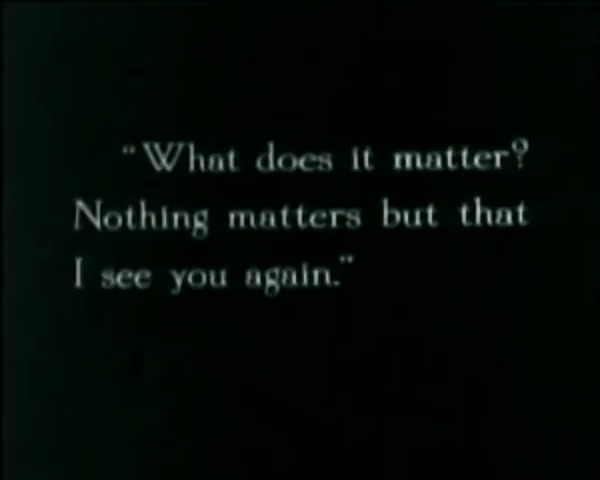 “What does it matter?
Nothing matters but that
I see you again.”